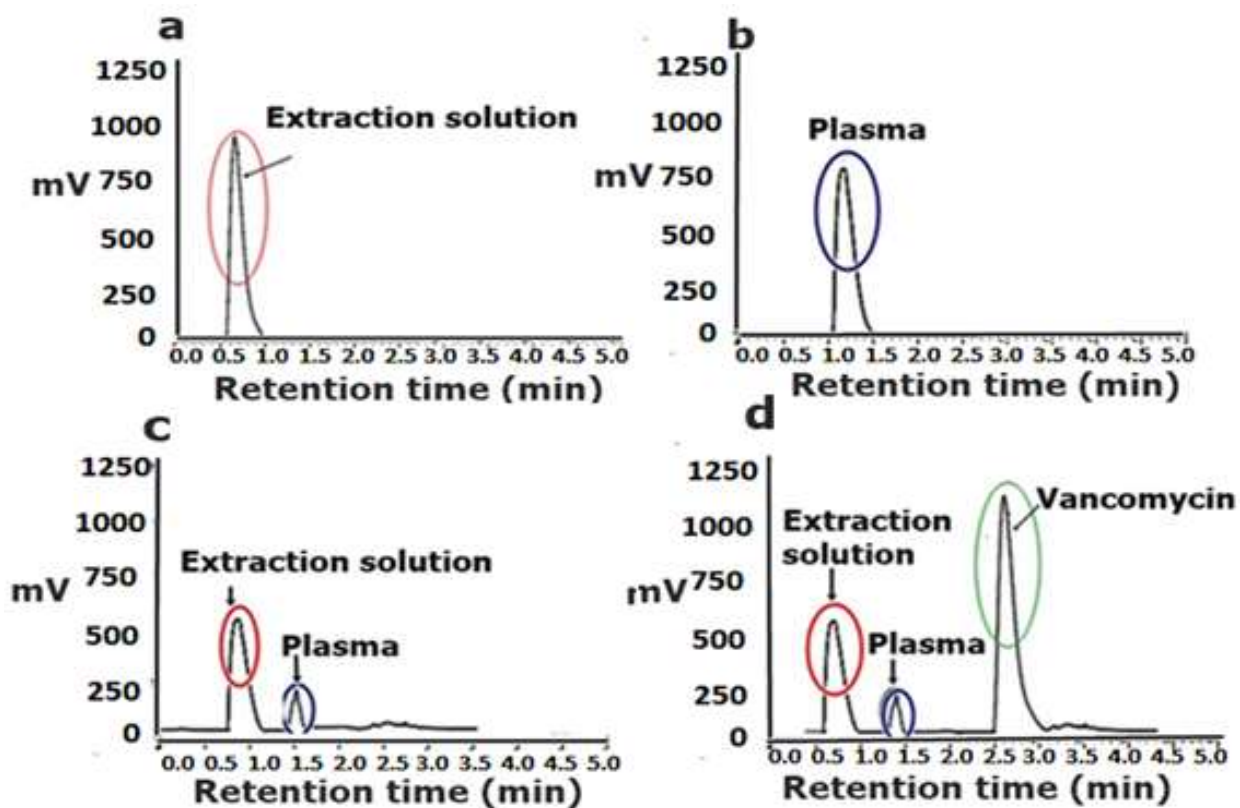 a
1250
1000
mV 750
500
250
0
Extraction solution
0.0 0.5 1.0 1.5 2.0 2.5 3.0 3.5 4.0 4.5 5.0
Retention time (min)
b
1250
1000
mV 750
500
250
0
Plasma
0.0 0.5 1.0 1.5 2.0 2.5 3.0 3.5 4.0 4.5 5.0
Retention time (min)
c
1250
1000
750
mV
500
250
0
Extraction solution
Plasma
0.0 0.5 1.0 1.5 2.0 2.5 3.0 3.5 4.0 4.5 5.0
Retention time (min)
d
1250
1000
750
mV
500
250
0
Extraction
solution
Plasma
Vancomycin
0.0 0.5 1.0 1.5 2.0 2.5 3.0 3.5 4.0 4.5 5.0
Retention time (min)